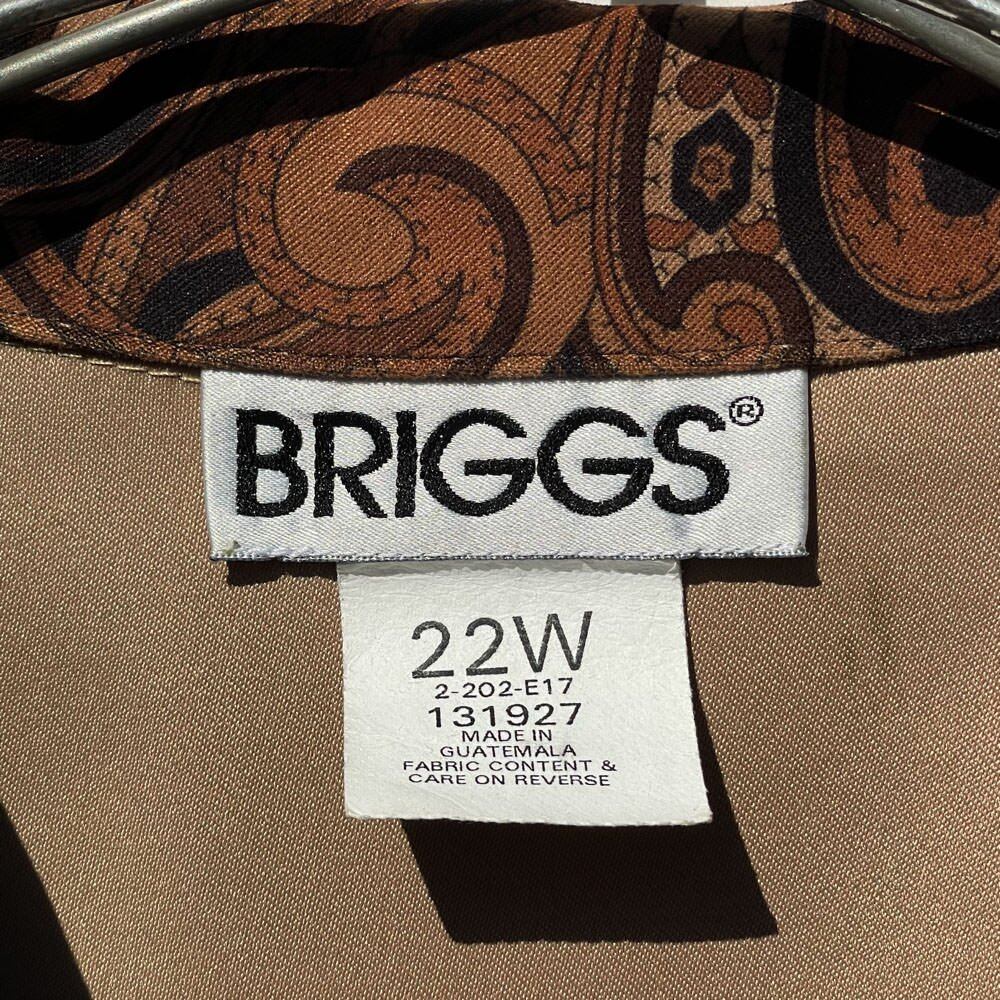 BRIGGS®
22W
2-202-E17
131927
MADE IN
GUATEMALA
FABRIC CONTENT &
CARE ON REVERSE